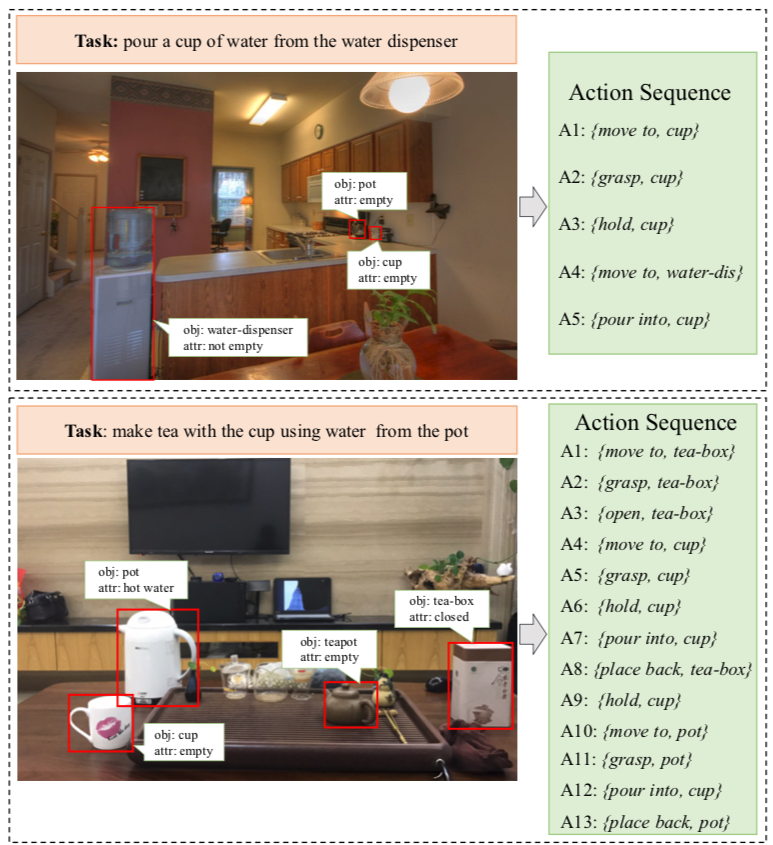 Task: pour a cup of water from the water dispenser
obj: pot
attr: empty
obj: cup
attr: empty
obj: water-dispenser
attr: not empty
Action Sequence
A1: {move to, cup}
A2: {grasp, cup}
A3: {hold, cup}
A4: {move to, water-dis}
A5: {pour into, cup}
Task: make tea with the cup using water from the pot
obj: pot
attr: hot water
obj: tea-box
attr: closed
obj: teapot
attr: empty
obj: cup
attr: empty
Action Sequence
A1: {move to, tea-box}
A2: {grasp, tea-box}
A3: {open, tea-box}
A4: {move to, cup}
A5: {grasp, cup}
A6: {hold, cup}
A7: {pour into, cup}
A8: {place back, tea-box}
A9: {hold, cup}
A10: {move to, pot}
A11: {grasp, pot}
A12: {pour into, cup}
A13: {place back, pot}